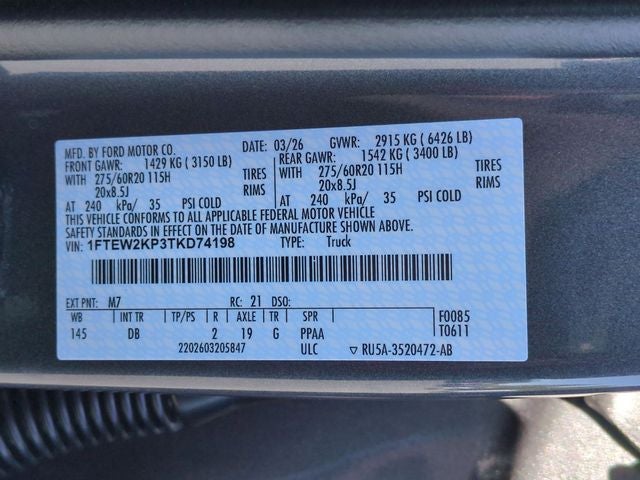 MFD. BY FORD MOTOR CO. DATE: 03/26 GVWR: 2915 KG ( 6426 LB)
FRONT GAWR: 1429 KG ( 3150 LB) REAR GAWR: 1542 KG ( 3400 LB)
WITH 275/60R20 115H TIRES WITH 275/60R20 115H TIRES
20x8.5J RIMS 20x8.5J RIMS
AT 240 kPa/ 35 PSI COLD AT 240 kPa/ 35 PSI COLD
THIS VEHICLE CONFORMS TO ALL APPLICABLE FEDERAL MOTOR VEHICLE
SAFETY STANDARDS IN EFFECT ON THE DATE OF MANUFACTURE SHOWN ABOVE.
VIN: 1FTEW2KP3TKD74198 TYPE: Truck
EXT PNT: M7 RC: 21 DSO:
WB INT TR TP/PS R AXLE TR SPR F0085
145 DB 2 19 G PPAA T0611
2202603205847 ULC ▽ RU5A-3520472-AB